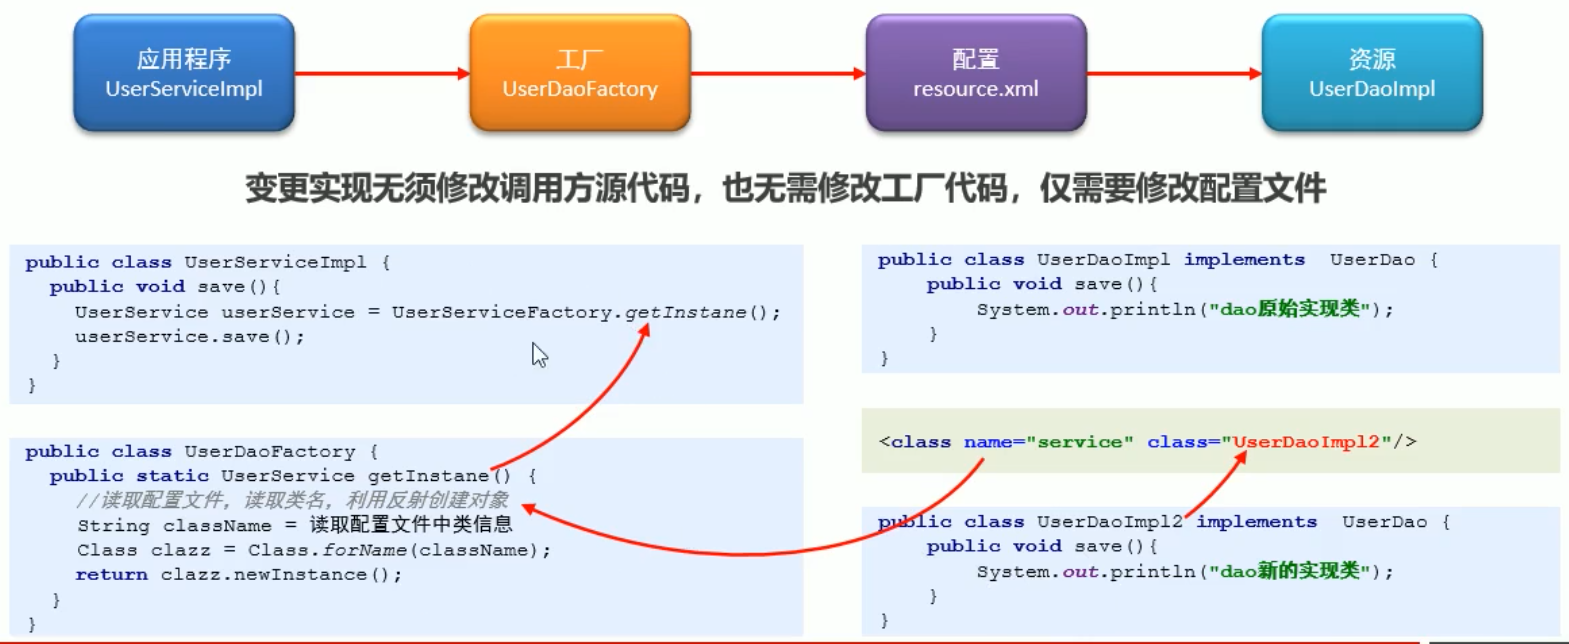 应用程序
UserServiceImpl
工厂
UserDaoFactory
配置
resource.xml
资源
UserDaoImpl
变更实现无须修改调用方源代码，也无需修改工厂代码，仅需要修改配置文件
public class UserServiceImpl {
public void save(){
UserService userService = UserServiceFactory.getInstane();
userService.save();
}
}
public class UserDaoFactory {
public static UserService getInstane() {
//读取配置文件，读取类名，利用反射创建对象
String className = 读取配置文件中类信息
Class clazz = Class.forName(className);
return clazz.newInstance();
}
}
public class UserDaoImpl implements UserDao {
public void save(){
System.out.println("dao原始实现类");
}
}
<class name="service" class="UserDaoImpl2"/>
public class UserDaoImpl2 implements UserDao {
public void save(){
System.out.println("dao新的实现类");
}
}